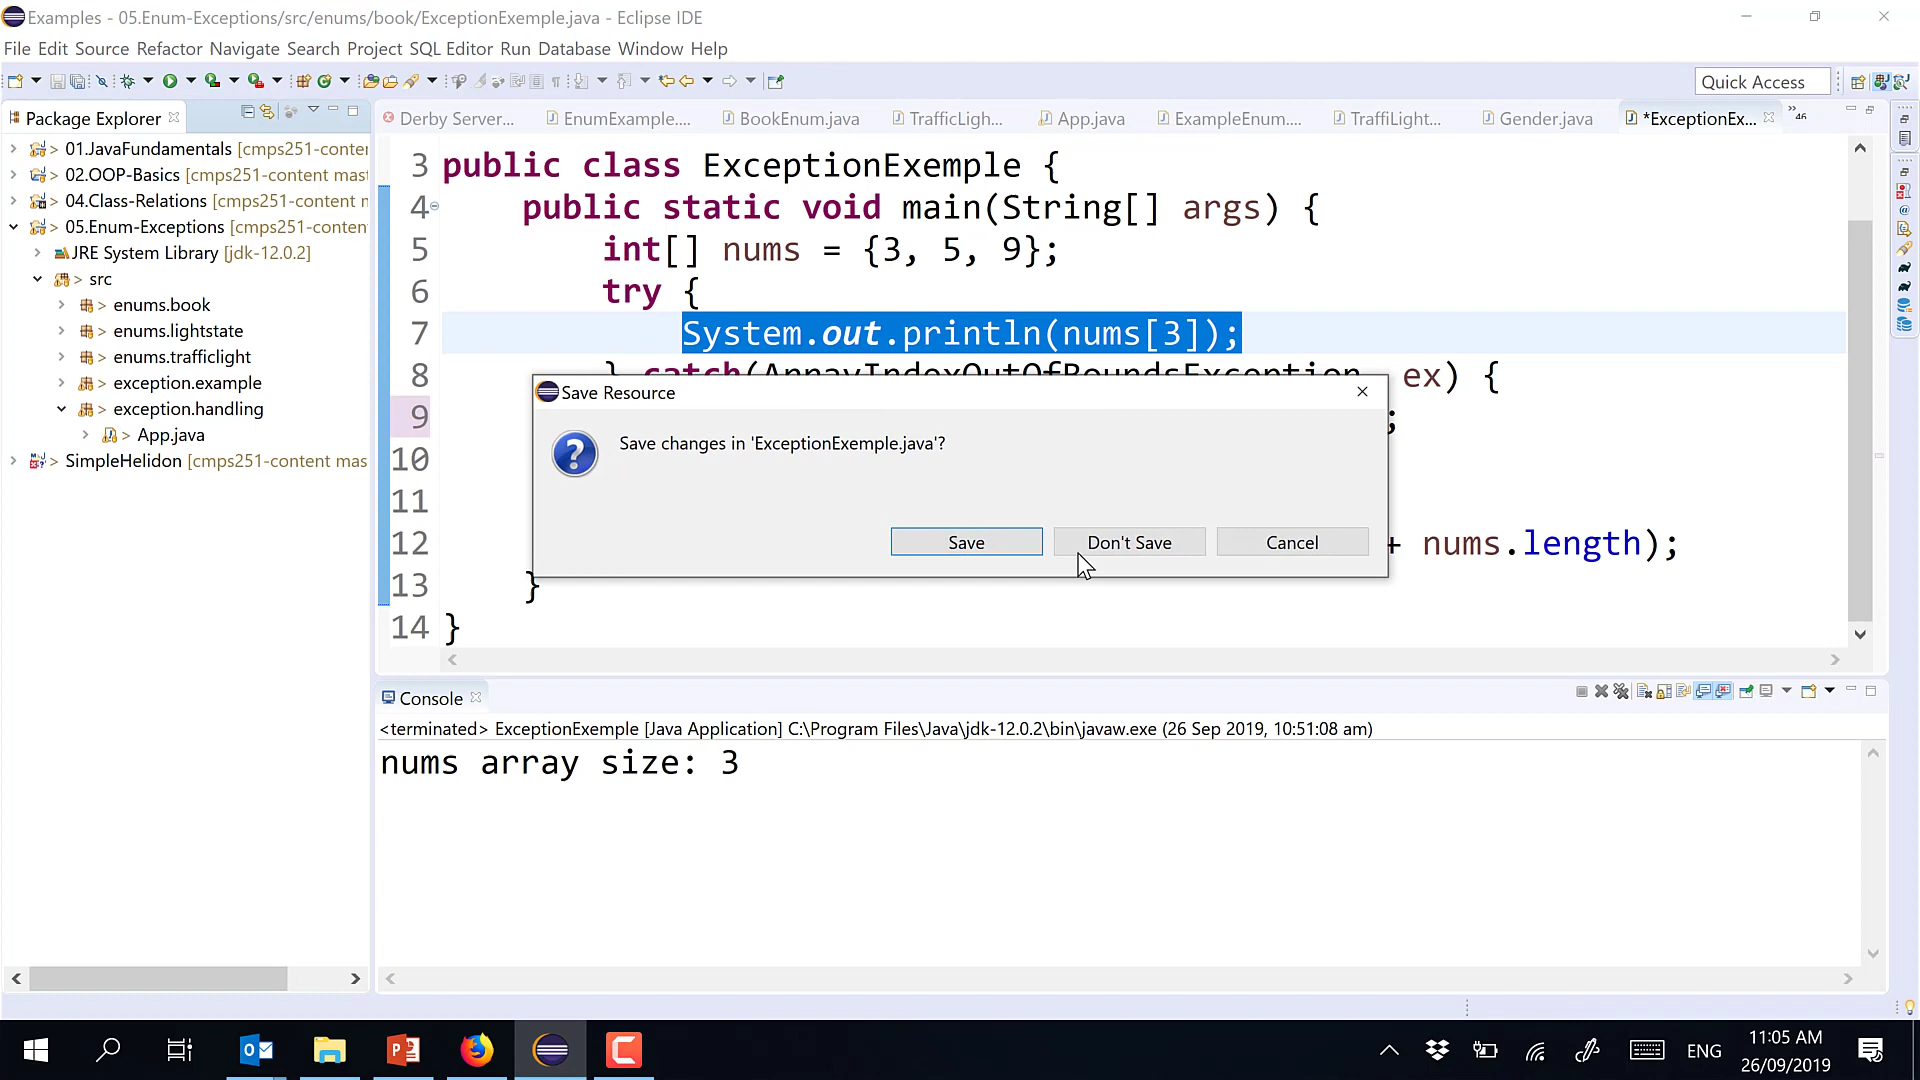 Examples - 05.Enum-Exceptions/src/enums/book/ExceptionExemple.java - Eclipse IDE
File Edit Source Refactor Navigate Search Project SQL Editor Run Database Window Help
Quick Access
Package Explorer
Derby Server... EnumExample.... BookEnum.java TrafficLigh... App.java ExampleEnum.... TraffiLight... Gender.java *ExceptionEx... 46
> 01.JavaFundamentals [cmps251-conter
> 02.OOP-Basics [cmps251-content mast
> 04.Class-Relations [cmps251-content m
> 05.Enum-Exceptions [cmps251-content
JRE System Library [jdk-12.0.2]
> src
> enums.book
> enums.lightstate
> enums.trafficlight
> exception.example
> exception.handling
> App.java
> SimpleHelidon [cmps251-content mas
3 public class ExceptionExemple {
4 public static void main(String[] args) {
5 int[] nums = {3, 5, 9};
6 try {
7 System.out.println(nums[3]);
8 } catch(ArrayIndexOutOfBoundsException ex) {
9 ;
10
11
12 + nums.length);
13 }
14 }
Save Resource
Save changes in 'ExceptionExemple.java'?
Save Don't Save Cancel
Console
<terminated> ExceptionExemple [Java Application] C:\Program Files\Java\jdk-12.0.2\bin\javaw.exe (26 Sep 2019, 10:51:08 am)
nums array size: 3
ENG
11:05 AM
26/09/2019